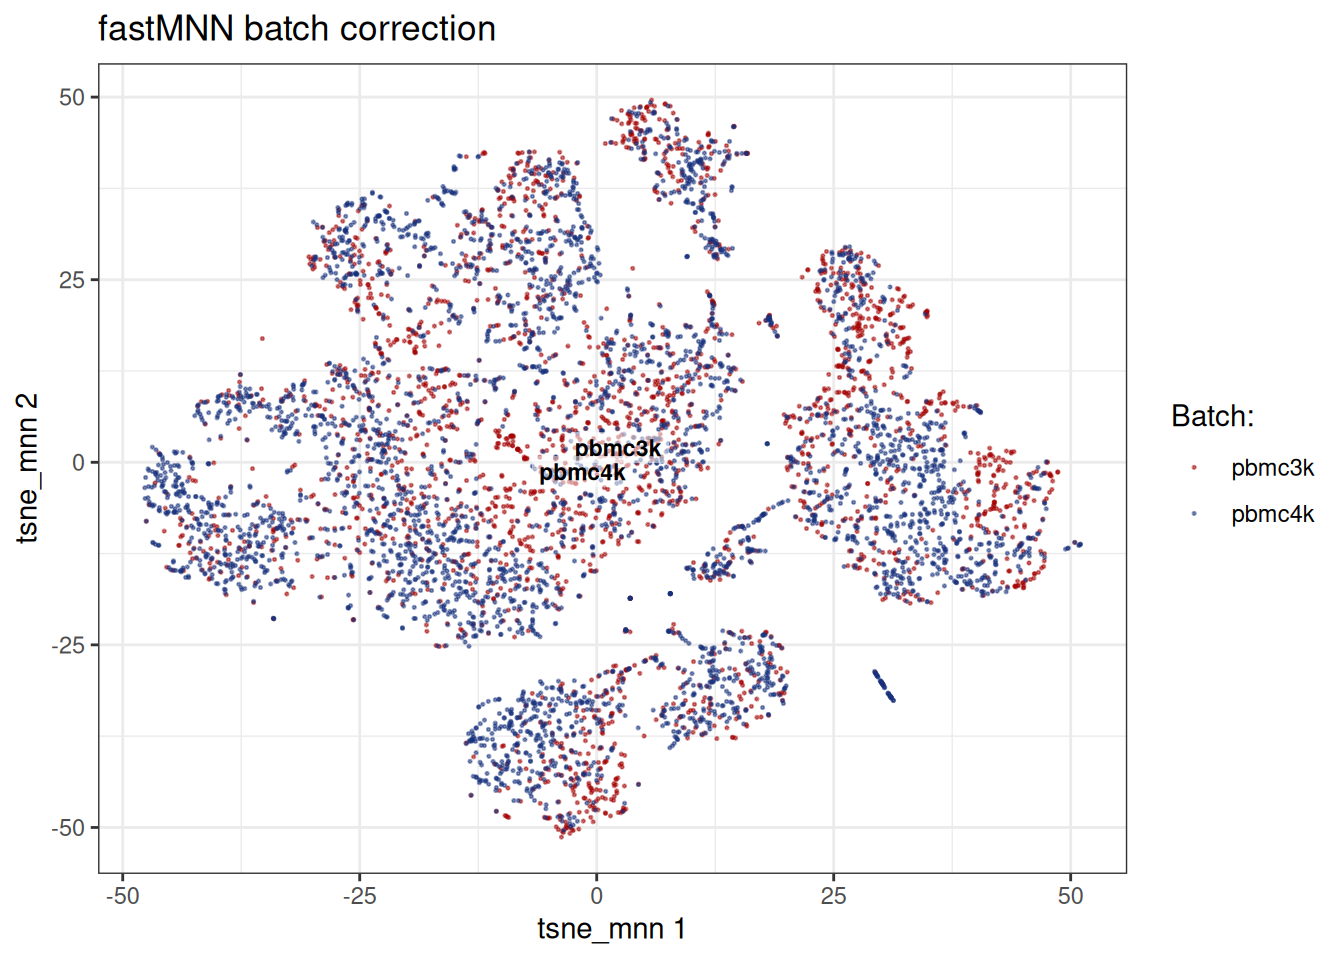 fastMNN batch correction
50
25
0
-25
-50
tsne_mnn 2
pbmc3k
pbmc4k
-50
-25
0
25
50
tsne_mnn 1
Batch:
pbmc3k
pbmc4k